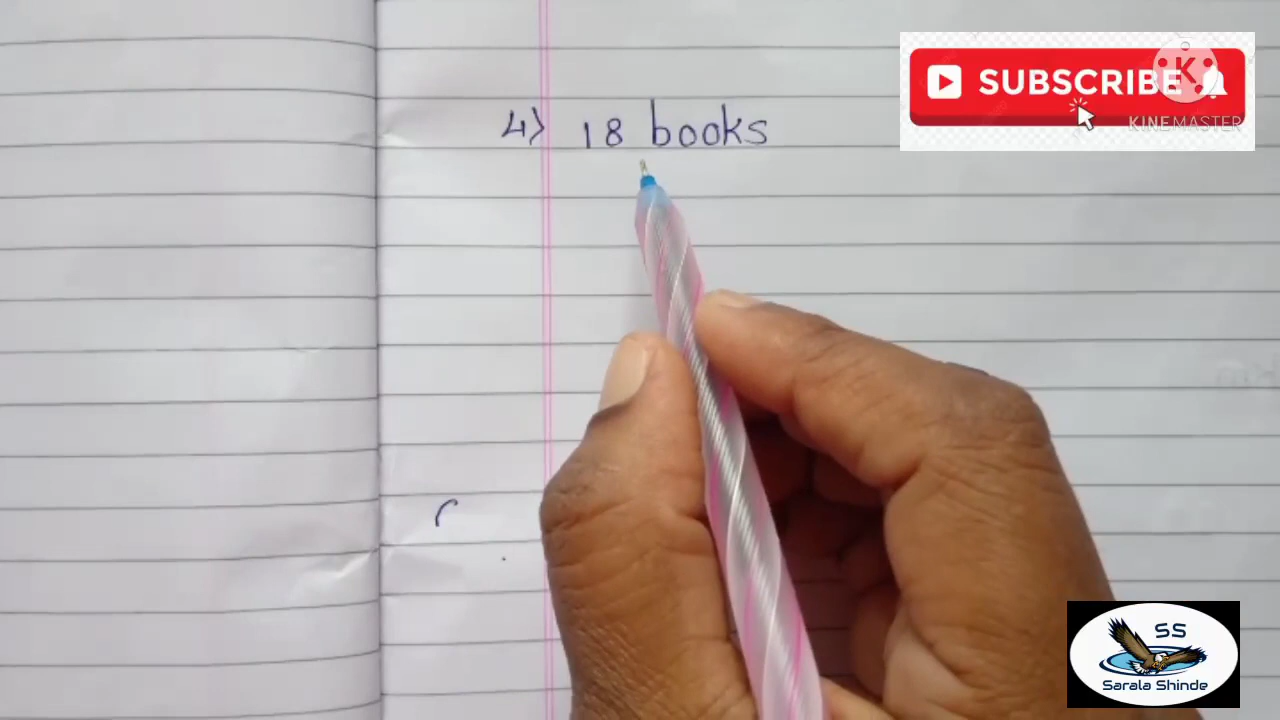 SUBSCRIBE
KINEMASTER
4) 18 books
SS
Sarala Shinde